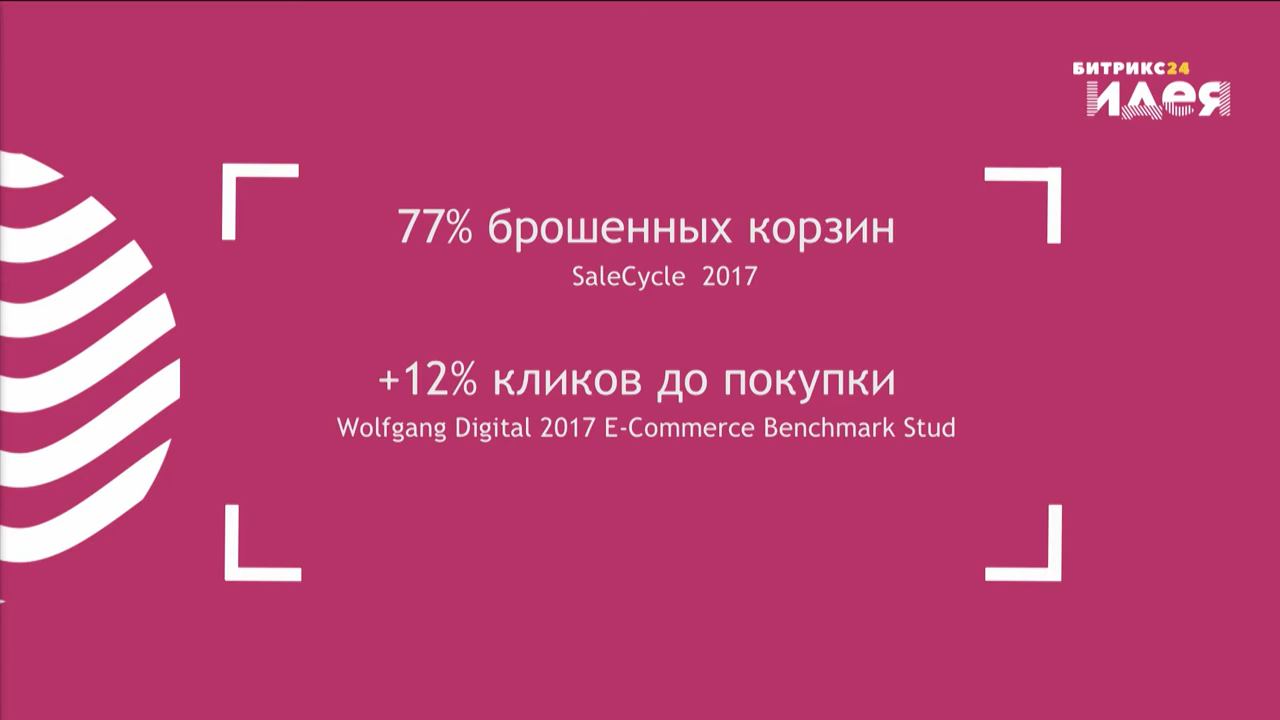 БИТРИКС24
идея
77% брошенных корзин
SaleCycle 2017
+12% кликов до покупки
Wolfgang Digital 2017 E-Commerce Benchmark Stud